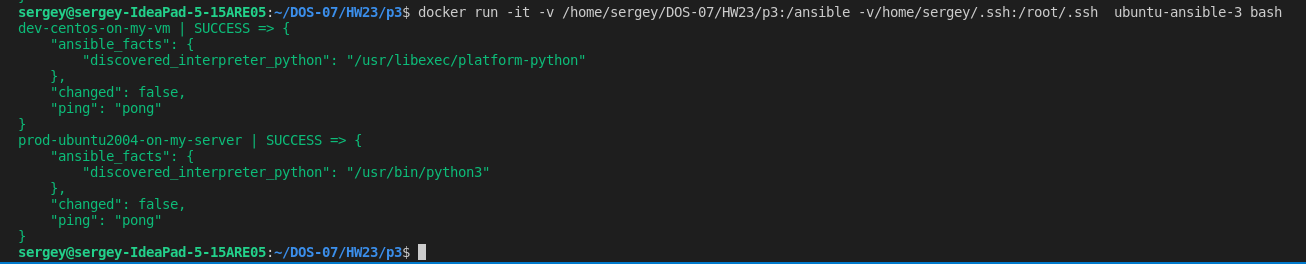 sergey@sergey-IdeaPad-5-15ARE05:~/DOS-07/HW23/p3$ docker run -it -v /home/sergey/DOS-07/HW23/p3:/ansible -v/home/sergey/.ssh:/root/.ssh  ubuntu-ansible-3 bash
dev-centos-on-my-vm | SUCCESS => {
    "ansible_facts": {
        "discovered_interpreter_python": "/usr/libexec/platform-python"
    },
    "changed": false,
    "ping": "pong"
}
prod-ubuntu2004-on-my-server | SUCCESS => {
    "ansible_facts": {
        "discovered_interpreter_python": "/usr/bin/python3"
    },
    "changed": false,
    "ping": "pong"
}
sergey@sergey-IdeaPad-5-15ARE05:~/DOS-07/HW23/p3$